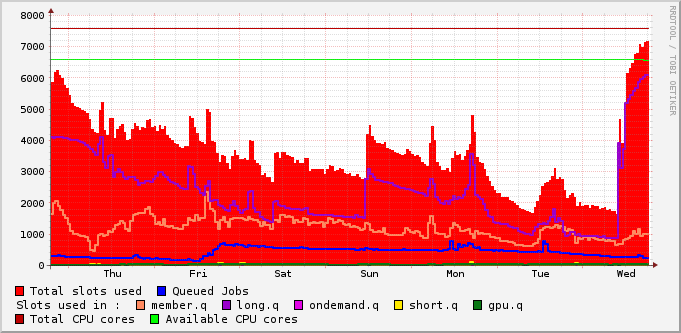 8000
7000
6000
5000
4000
3000
2000
1000
0
Thu Fri Sat Sun Mon Tue Wed
RRDTOOL / TOBI OETIKER
Total slots used Queued Jobs
Slots used in : member.q long.q ondemand.q short.q gpu.q
Total CPU cores Available CPU cores